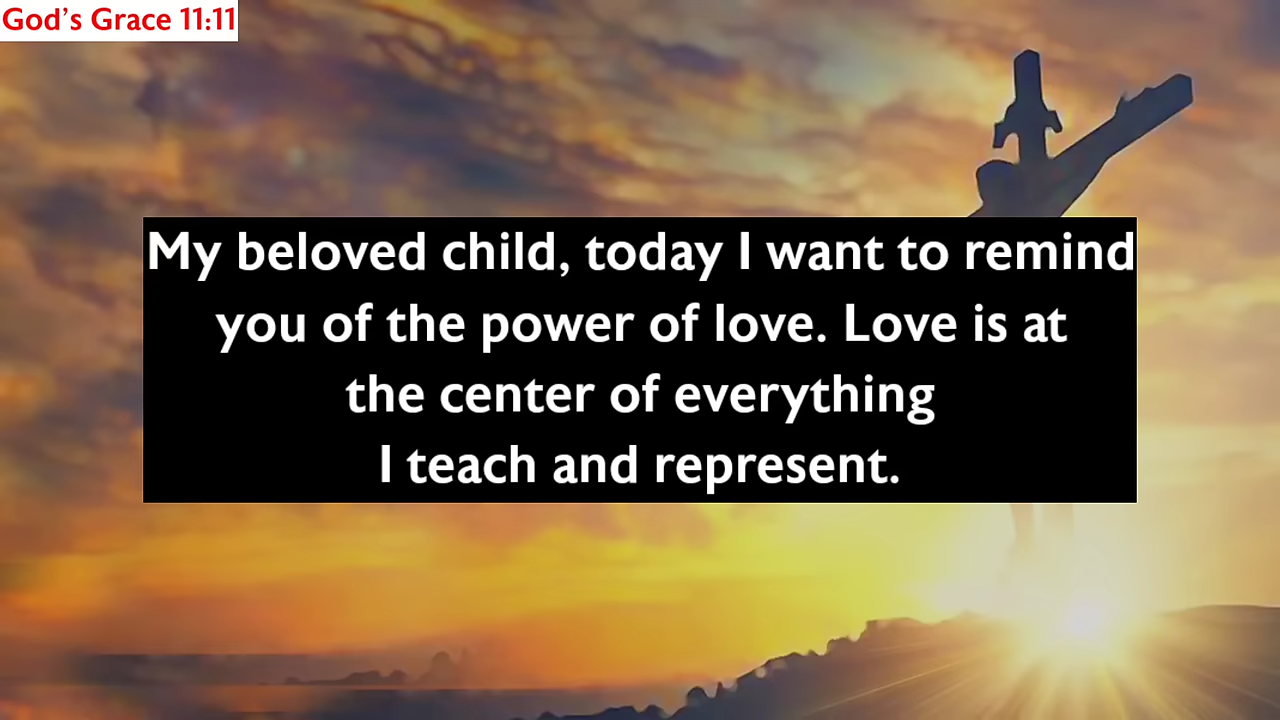 God’s Grace 11:11
My beloved child, today I want to remind
you of the power of love. Love is at
the center of everything
I teach and represent.